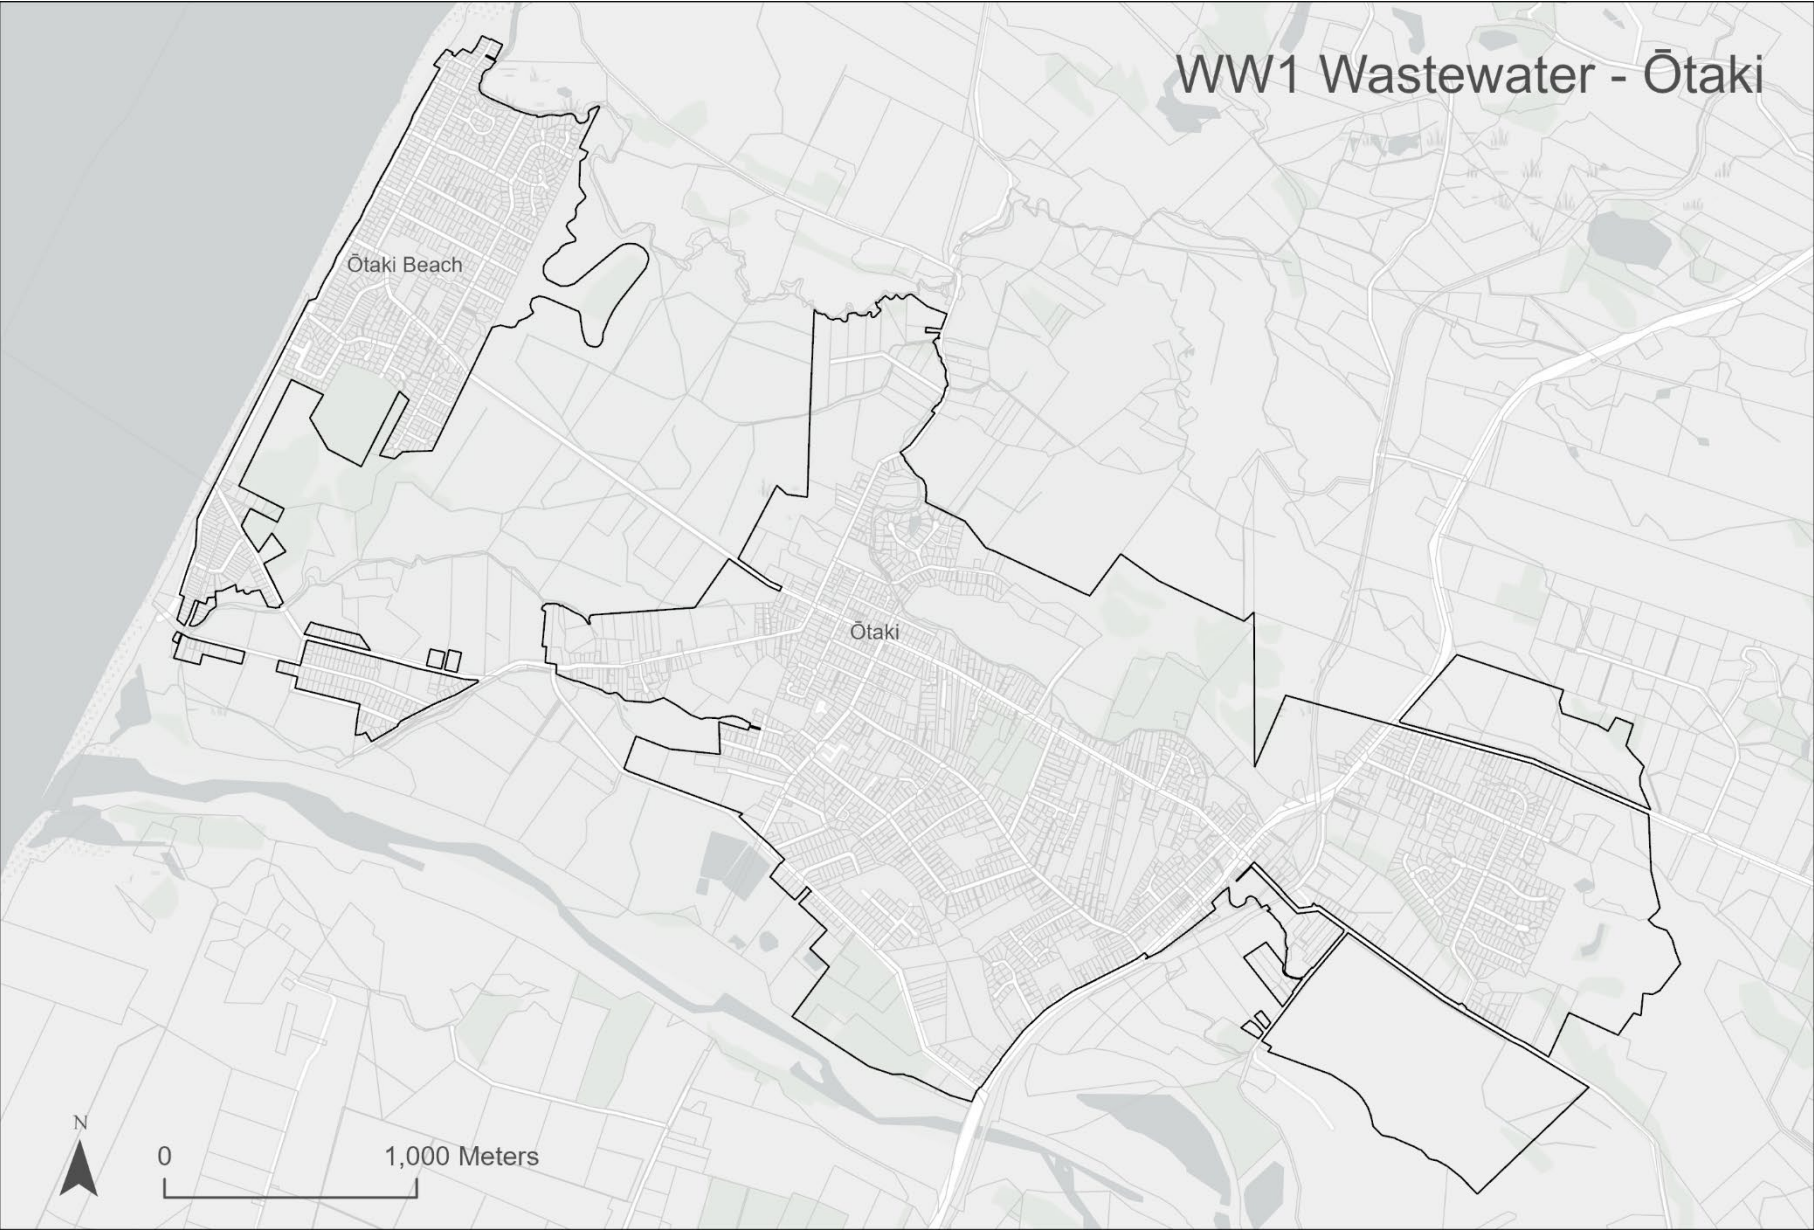 WW1 Wastewater - Ōtaki
Ōtaki Beach
Ōtaki
N
0 1,000 Meters